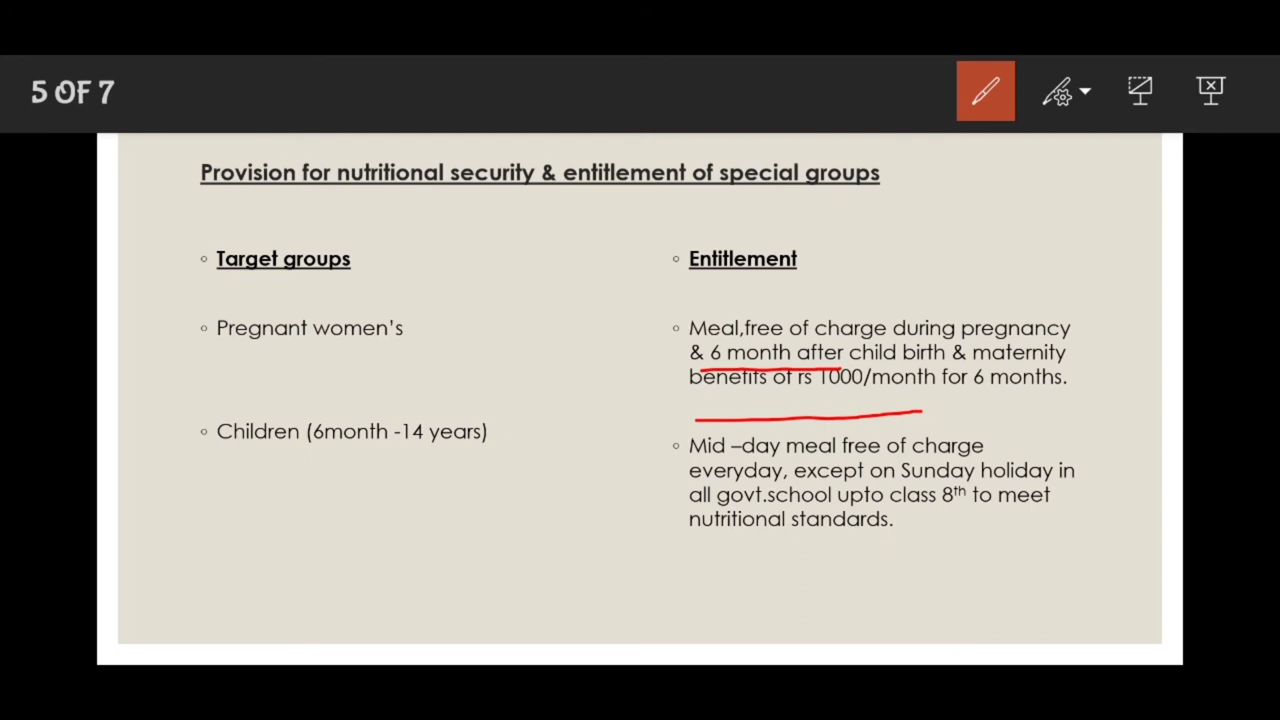 5 OF 7
Provision for nutritional security & entitlement of special groups
Target groups
Pregnant women's
Children (6month -14 years)
Entitlement
Meal,free of charge during pregnancy
& 6 month after child birth & maternity
benefits of rs 1000/month for 6 months.
Mid –day meal free of charge
everyday, except on Sunday holiday in
all govt.school upto class 8th to meet
nutritional standards.